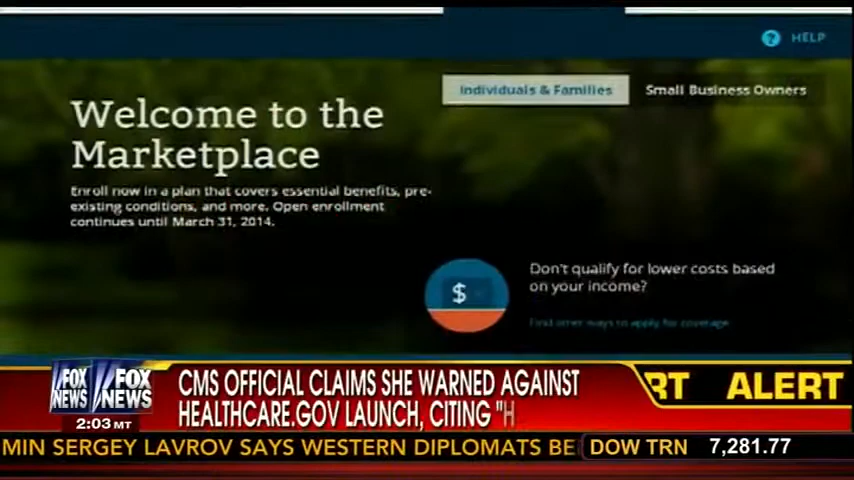 HELP
Individuals & Families
Small Business Owners
Welcome to the
Marketplace
Enroll now in a plan that covers essential benefits, pre-
existing conditions, and more. Open enrollment
continues until March 31, 2014.
Don't qualify for lower costs based
on your income?
Find other ways to apply for coverage
$
FOX NEWS
FOX NEWS
2:03 MT
CMS OFFICIAL CLAIMS SHE WARNED AGAINST
HEALTHCARE.GOV LAUNCH, CITING "H
RT ALERT
MIN SERGEY LAVROV SAYS WESTERN DIPLOMATS BE
DOW TRN 7,281.77